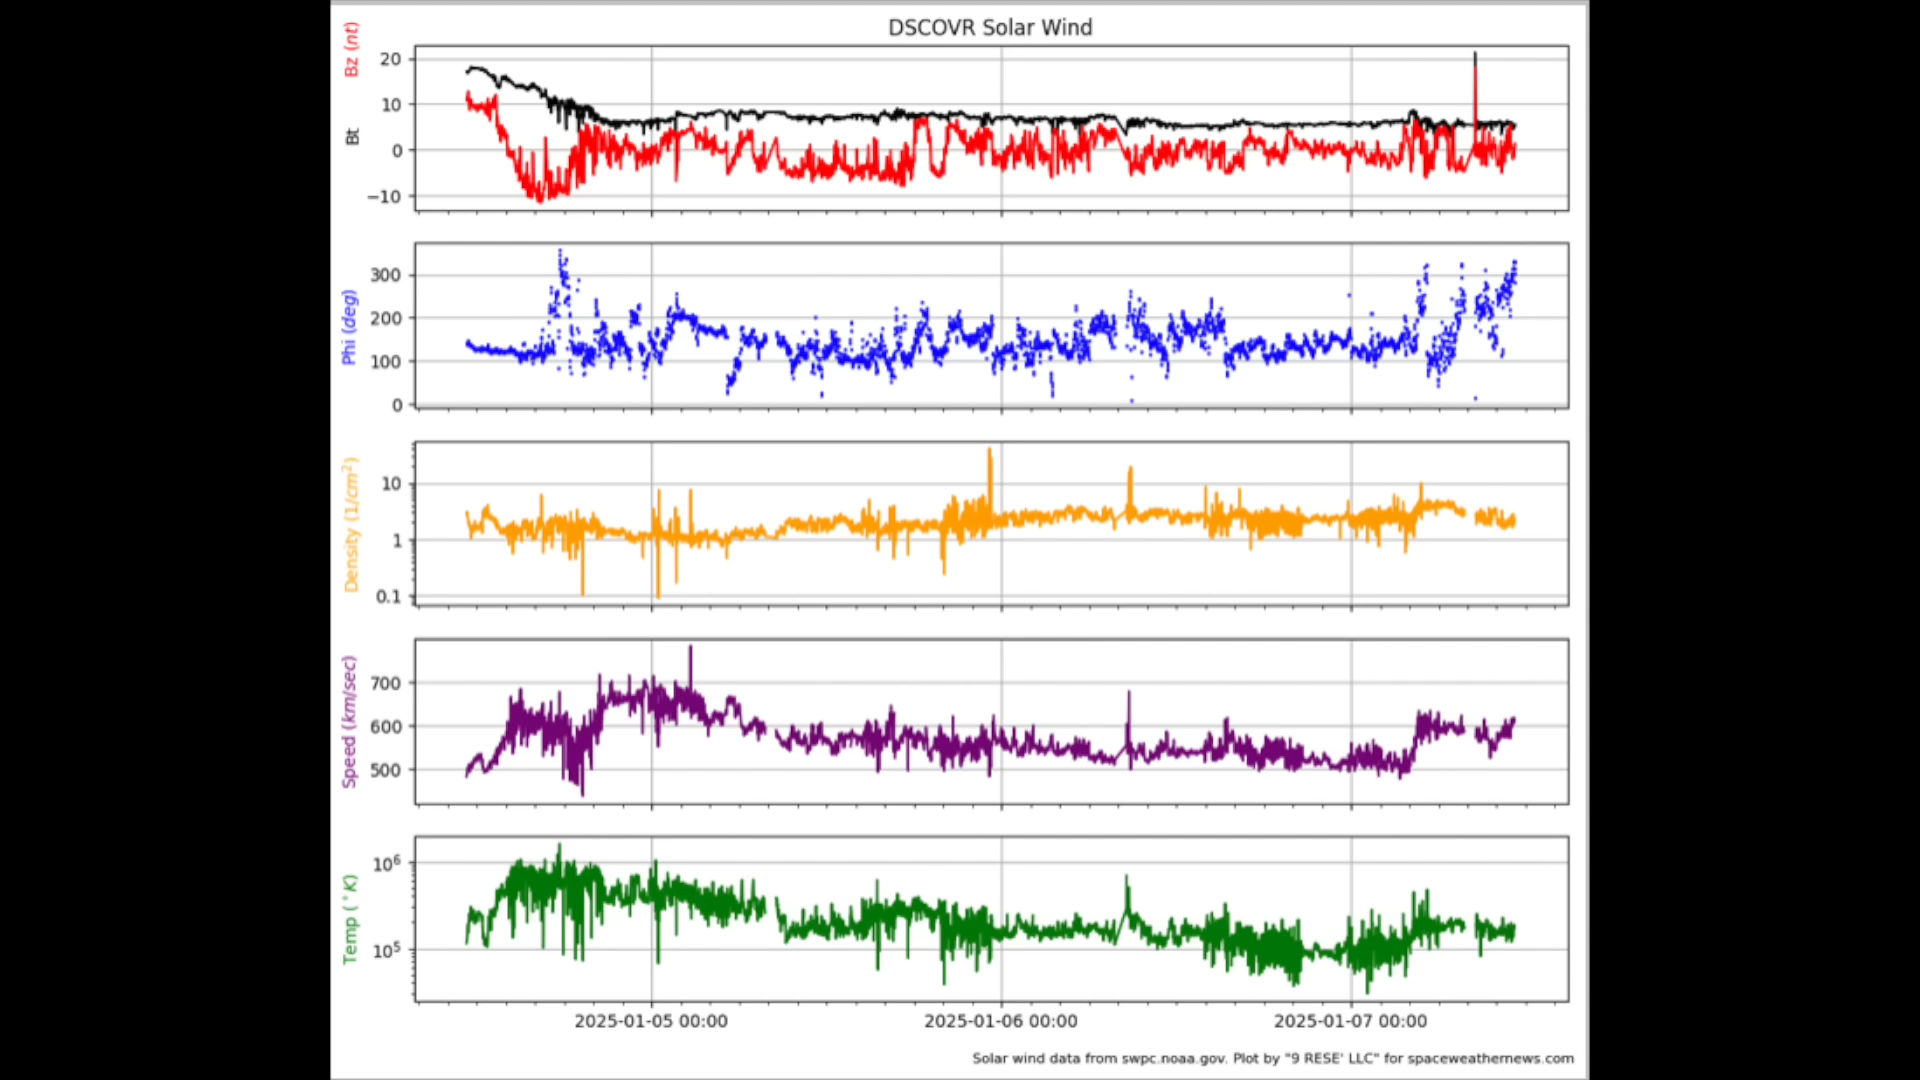 DSCOVR Solar Wind
Bz (nt)
Bt
20
10
0
−10
Phi (deg)
300
200
100
0
Density (1/cm²)
10
1
0.1
Speed (km/sec)
700
600
500
Temp (°K)
10⁶
10⁵
2025-01-05 00:00 2025-01-06 00:00 2025-01-07 00:00
Solar wind data from swpc.noaa.gov. Plot by "9 RESE' LLC" for spaceweathernews.com